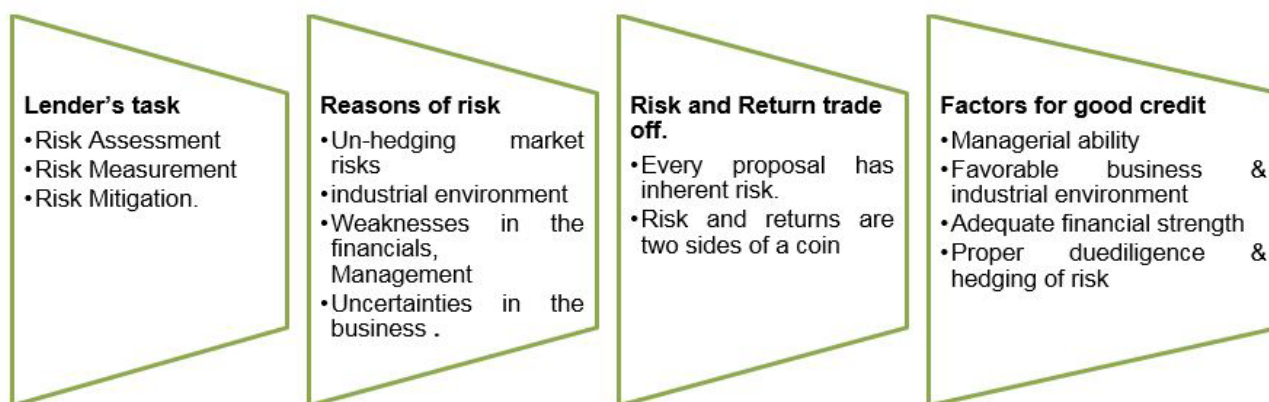 Lender’s task
•Risk Assessment
•Risk Measurement
•Risk Mitigation.
Reasons of risk
•Un-hedging market
risks
•industrial environment
•Weaknesses in the
financials,
Management
•Uncertainties in the
business .
Risk and Return trade
off.
•Every proposal has
inherent risk.
•Risk and returns are
two sides of a coin
Factors for good credit
•Managerial ability
•Favorable business &
industrial environment
•Adequate financial strength
•Proper duediligence &
hedging of risk